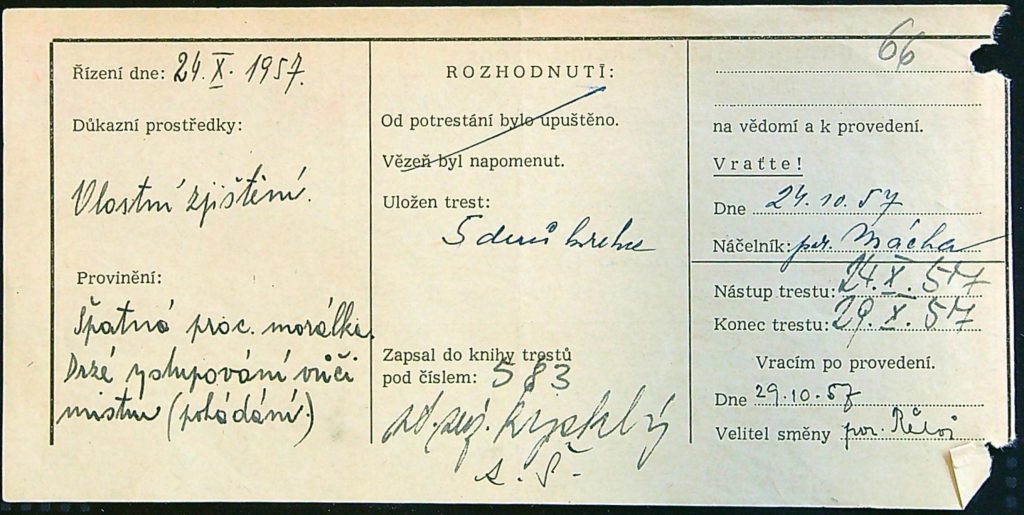 66
Řízení dne: 24. X. 1957.
Důkazní prostředky:
Vlastní zjištění.
Provinění:
Špatná prac. morálka.
Drzé vystupování vůči
mistru (pohádání.)
ROZHODNUTÍ:
Od potrestání bylo upuštěno.
Vězeň byl napomenut.
Uložen trest:
5 dnů korekce
Zapsal do knihy trestů
pod číslem: 583
na vědomí a k provedení.
Vraťte!
Dne 24.10.57
Náčelník: por. Mácha
Nástup trestu: 24. X. 57
Konec trestu: 29. X. 57
Vracím po provedení.
Dne 29.10.57
Velitel směny por.